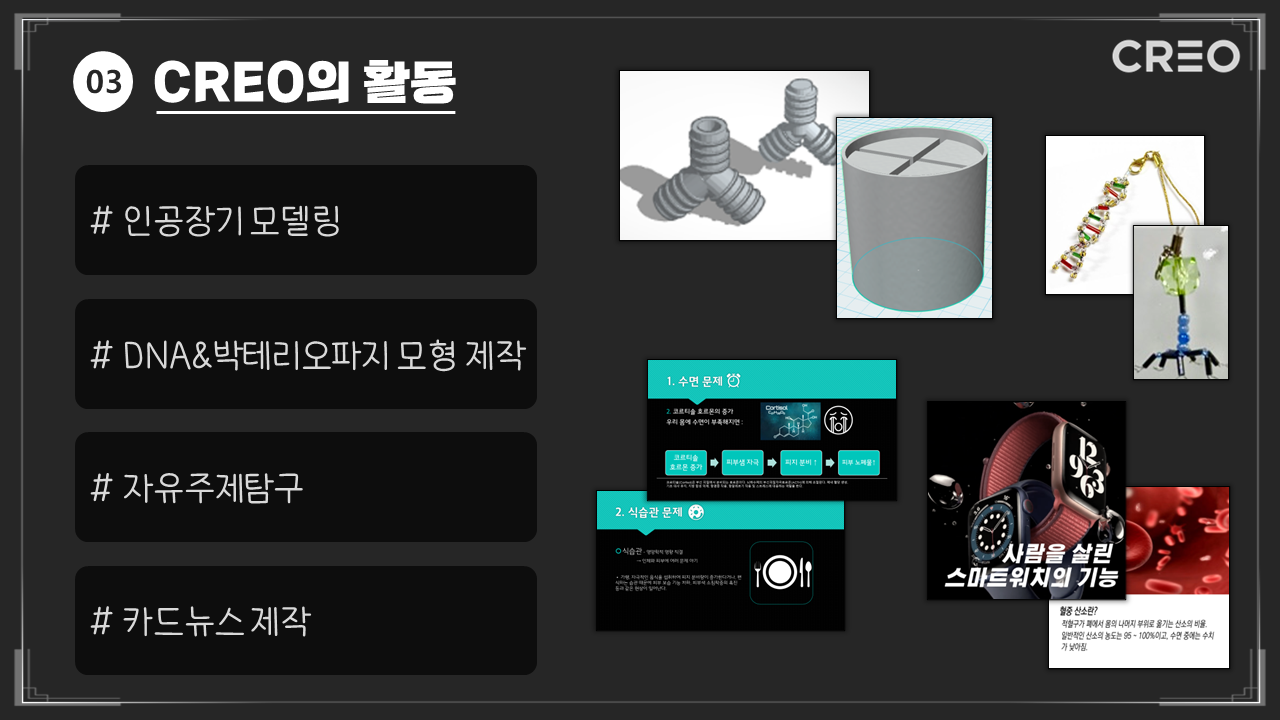 CREO
03 CREO의 활동
# 인공장기 모델링
# DNA&박테리오파지 모형 제작
# 자유주제탐구
# 카드뉴스 제작
1. 수면 문제
2. 코르티솔 호르몬의 증가
우리 몸에 수면이 부족해지면 :
Cortisol
코르티솔
호르몬 증가
피부샘 자극
피지 분비 ↑
피부 노폐물↑
2. 식습관 문제
식습관
12
9 3
6
사람을 살린
스마트워치의 기능
혈중 산소란?
적혈구가 폐에서 몸의 나머지 부위로 옮기는 산소의 비율.
일반적인 산소의 농도는 95 ~ 100%이고, 수면 중에는 수치
가 낮아짐.